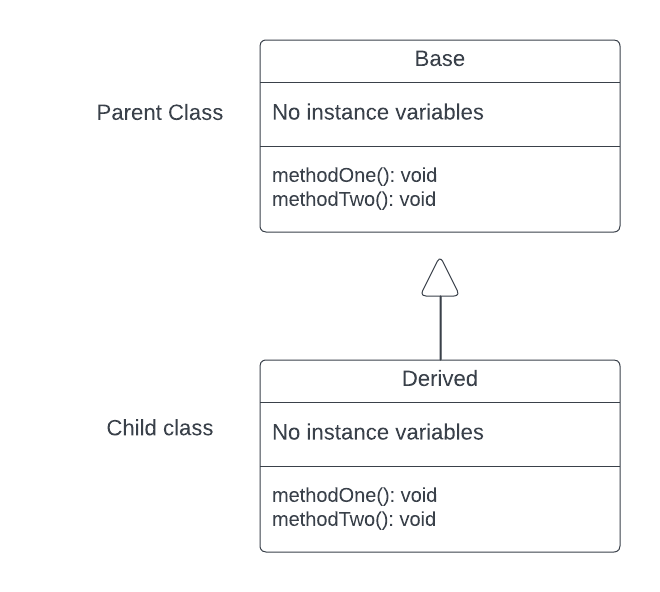 Base
Parent Class
No instance variables
methodOne(): void
methodTwo(): void
Derived
Child class
No instance variables
methodOne(): void
methodTwo(): void